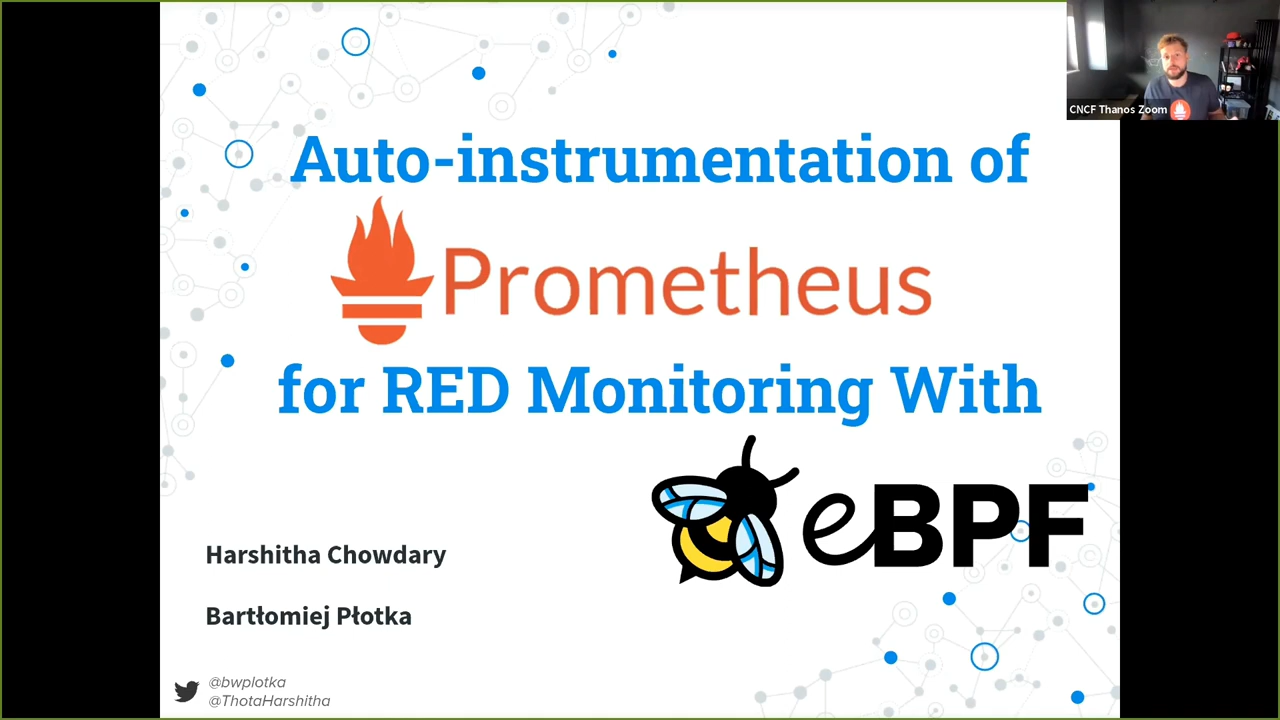 CNCF Thanos Zoom
Auto-instrumentation of
Prometheus
for RED Monitoring With
eBPF
Harshitha Chowdary
Bartłomiej Płotka
@bwplotka
@ThotaHarshitha